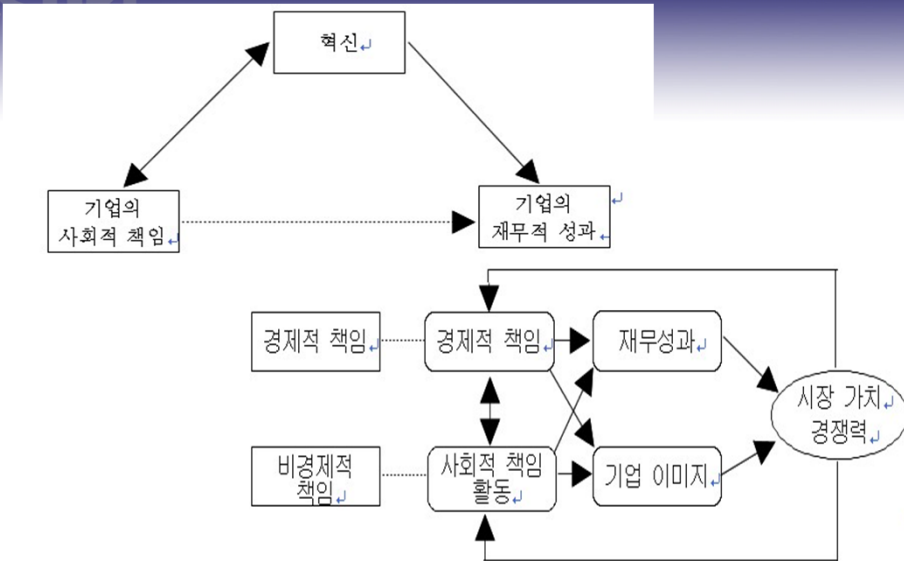 혁신
기업의
사회적 책임
기업의
재무적 성과
경제적 책임
경제적 책임
재무성과
시장 가치
경쟁력
비경제적
책임
사회적 책임
활동
기업 이미지